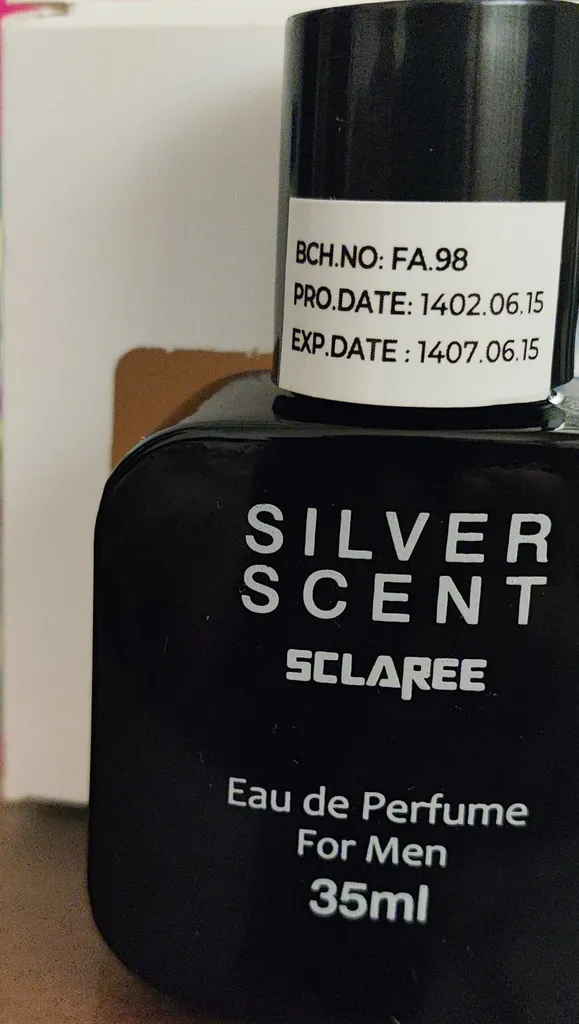 BCH.NO: FA.98
PRO.DATE: 1402.06.15
EXP.DATE : 1407.06.15
SILVER
SCENT
SCLAREE
Eau de Perfume
For Men
35ml